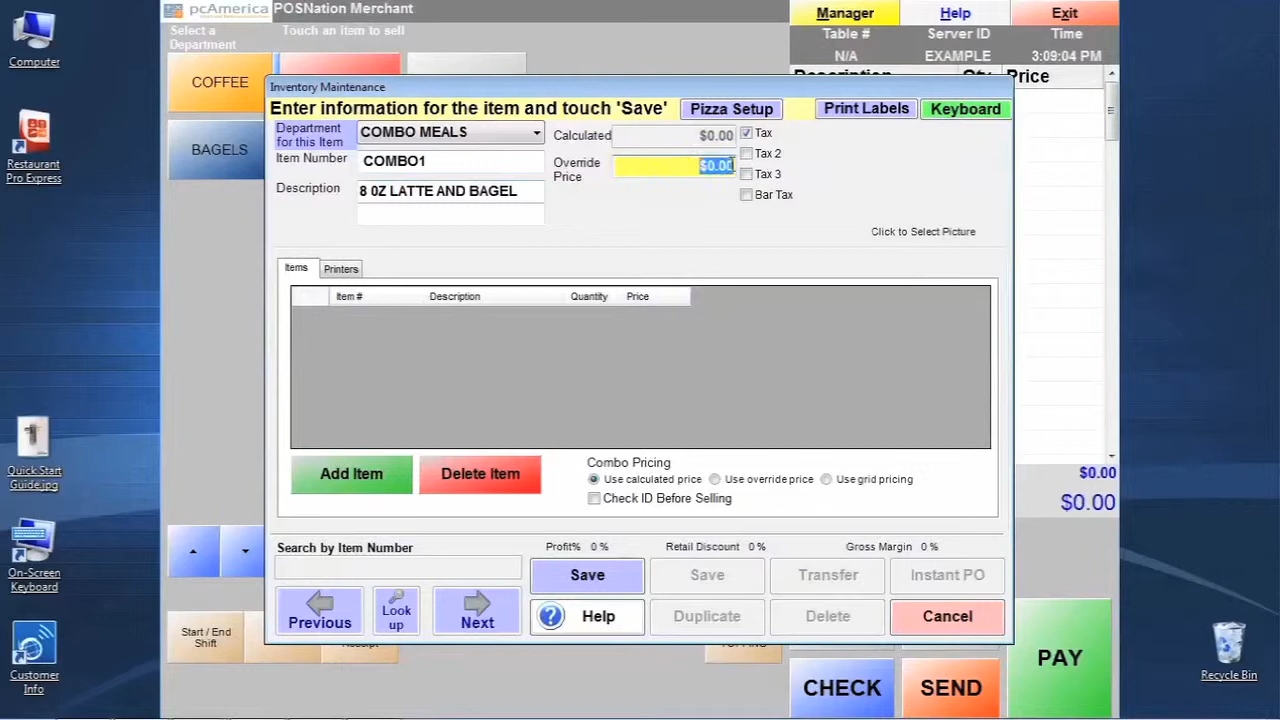 pcAmerica
POSNation Merchant
Select a
Department
Touch an item to sell
Manager
Help
Exit
Table #
Server ID
Time
N/A
EXAMPLE
3:09:04 PM
Description
Qty
Price
COFFEE
BAGELS
Computer
Restaurant
Pro Express
Quick Start
Guide.jpg
On-Screen
Keyboard
Customer
Info
Recycle Bin
Inventory Maintenance
Enter information for the item and touch 'Save'
Pizza Setup
Print Labels
Keyboard
Department
for this Item
COMBO MEALS
Calculated
$0.00
Tax
Item Number
COMBO1
Override
Price
$0.00
Tax 2
Tax 3
Description
8 0Z LATTE AND BAGEL
Bar Tax
Click to Select Picture
Items
Printers
Item #
Description
Quantity
Price
Add Item
Delete Item
Combo Pricing
Use calculated price
Use override price
Use grid pricing
Check ID Before Selling
$0.00
$0.00
Search by Item Number
Profit% 0 %
Retail Discount 0 %
Gross Margin 0 %
Save
Save
Transfer
Instant PO
Previous
Look
up
Next
Help
Duplicate
Delete
Cancel
Start / End
Shift
CHECK
SEND
PAY